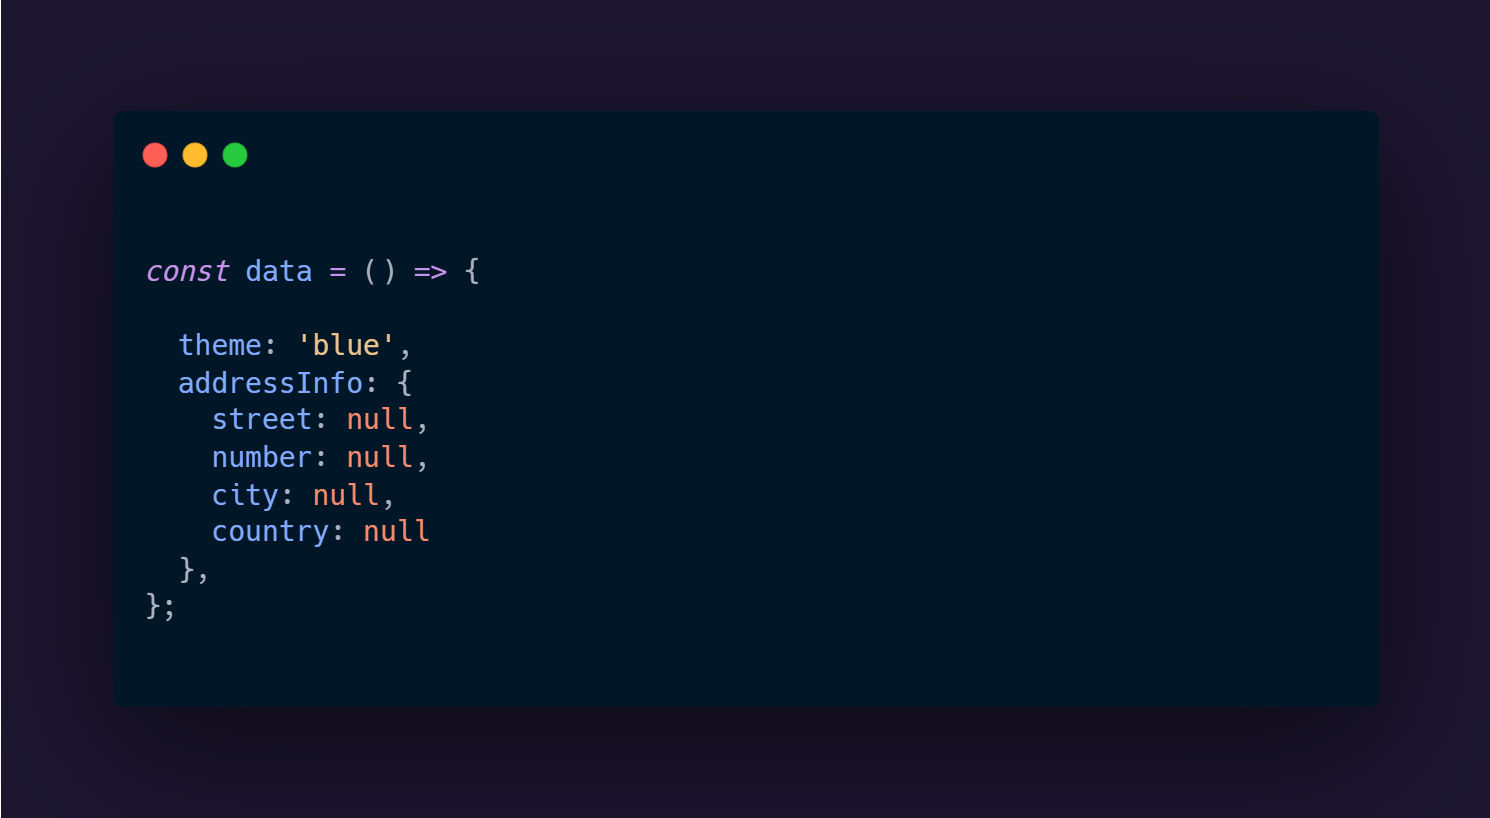 const data = () => {
theme: 'blue',
addressInfo: {
street: null,
number: null,
city: null,
country: null
},
};